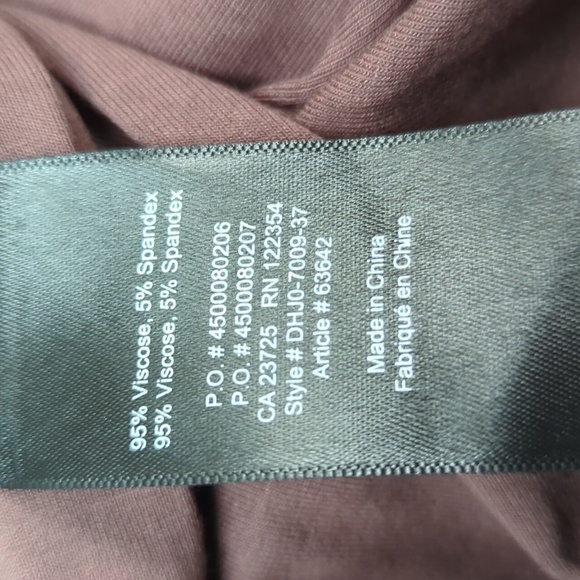 95% Viscose, 5% Spandex
95% Viscose, 5% Spandex
P.O. # 4500080206
P.O. # 4500080207
CA 23725 RN 122354
Style # DHJ0-7009-37
Article # 63642
Made in China
Fabriqué en Chine